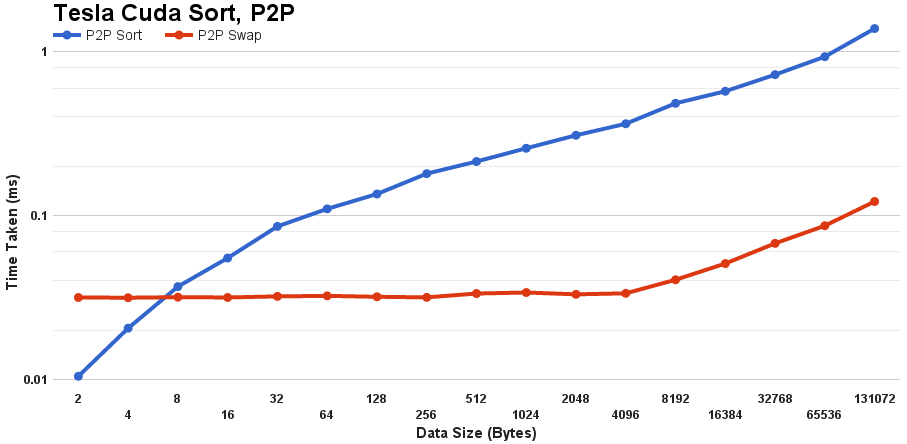 Tesla Cuda Sort, P2P
P2P Sort P2P Swap
1
0.1
0.01
Time Taken (ms)
2 8 32 128 512 2048 8192 32768 131072
4 16 64 256 1024 4096 16384 65536
Data Size (Bytes)